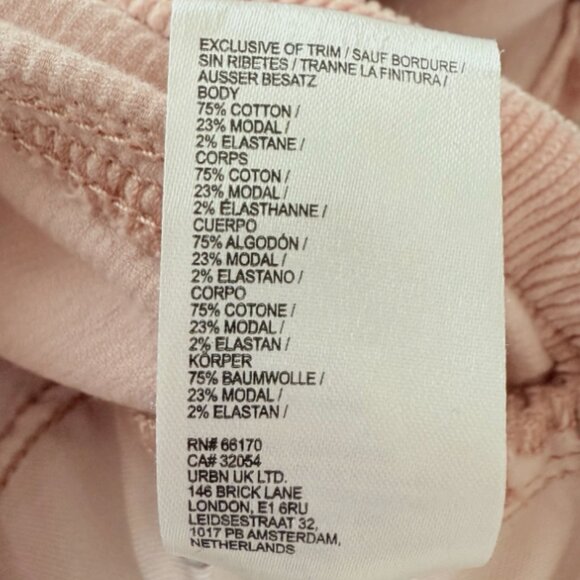 EXCLUSIVE OF TRIM / SAUF BORDURE /
SIN RIBETES / TRANNE LA FINITURA /
AUSSER BESATZ
BODY
75% COTTON /
23% MODAL /
2% ELASTANE /
CORPS
75% COTON /
23% MODAL /
2% ÉLASTHANNE /
CUERPO
75% ALGODÓN /
23% MODAL /
2% ELASTANO /
CORPO
75% COTONE /
23% MODAL /
2% ELASTAN /
KÖRPER
75% BAUMWOLLE /
23% MODAL /
2% ELASTAN /
RN# 66170
CA# 32054
URBN UK LTD.
146 BRICK LANE
LONDON, E1 6RU
LEIDSESTRAAT 32,
1017 PB AMSTERDAM,
NETHERLANDS